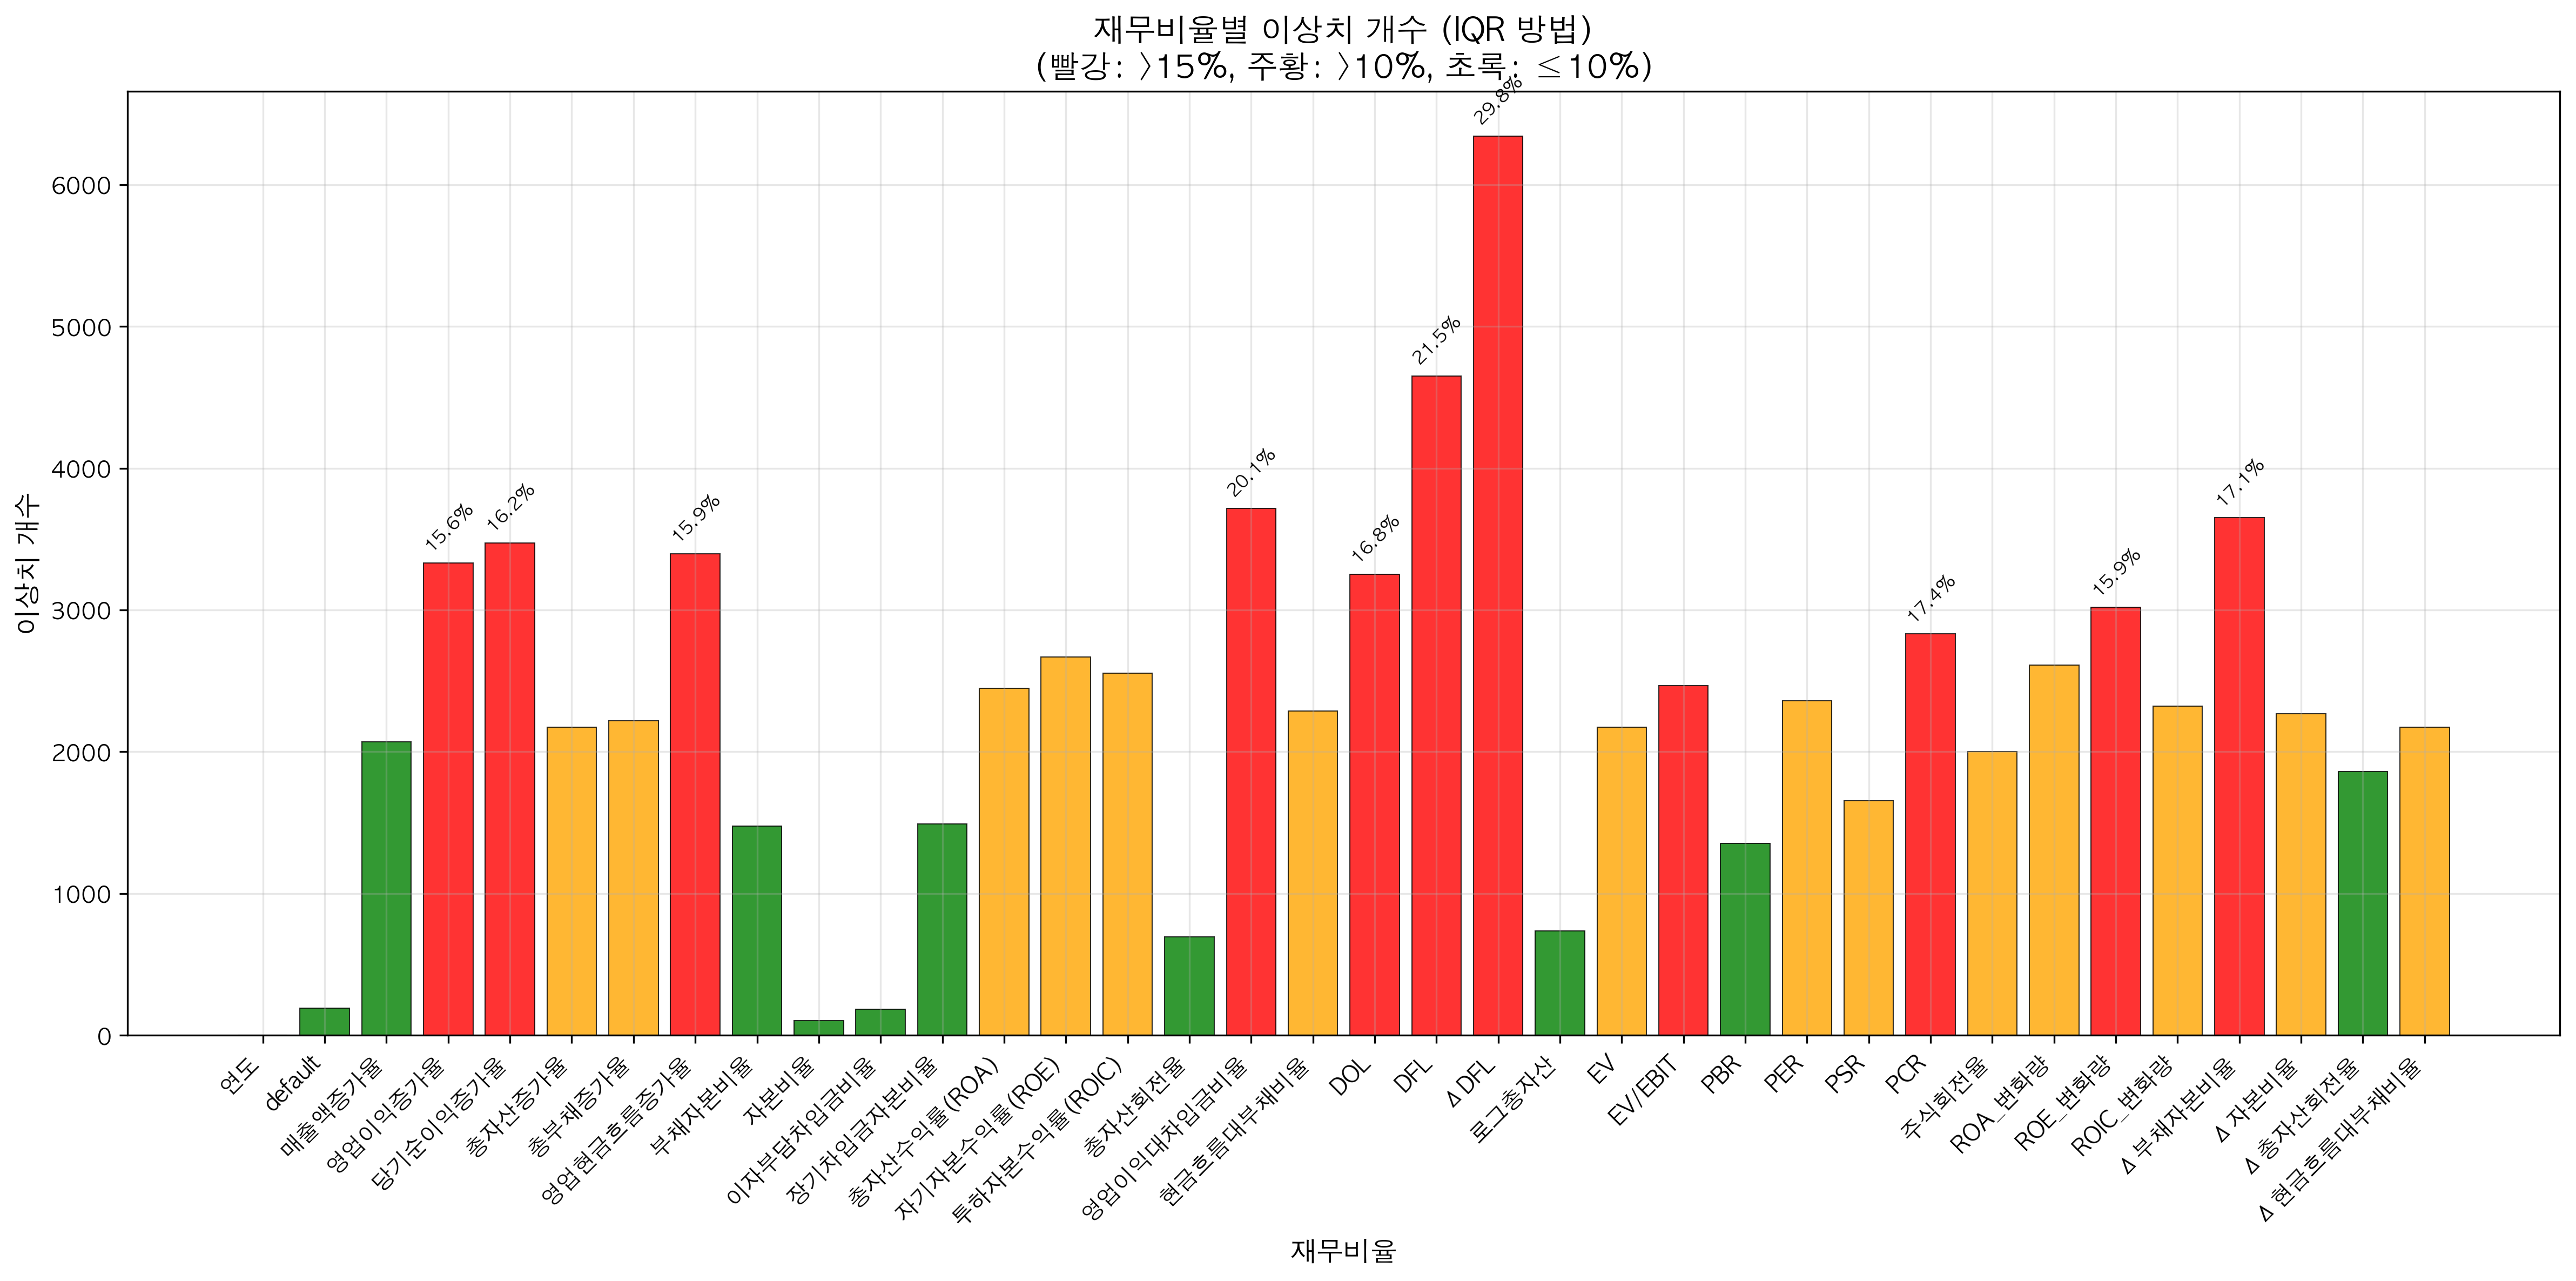 재무비율별 이상치 개수 (IQR 방법)
(빨강: >15%, 주황: >10%, 초록: ≤10%)
이상치 개수
6000
5000
4000
3000
2000
1000
0
15.6%
16.2%
15.9%
20.1%
16.8%
21.5%
29.8%
17.4%
15.9%
17.1%
연도
default
매출액증가율
영업이익증가율
당기순이익증가율
총자산증가율
총부채증가율
영업현금흐름증가율
부채자본비율
자본비율
이자부담차입금비율
장기차입금자본비율
총자산수익률(ROA)
자기자본수익률(ROE)
투하자본수익률(ROIC)
총자산회전율
영업이익대차입금비율
현금흐름대부채비율
DOL
DFL
Δ DFL
로그총자산
EV
EV/EBIT
PBR
PER
PSR
PCR
주식회전율
ROA_변화량
ROE_변화량
ROIC_변화량
Δ 부채자본비율
Δ 자본비율
Δ 총자산회전율
Δ 현금흐름대부채비율
재무비율